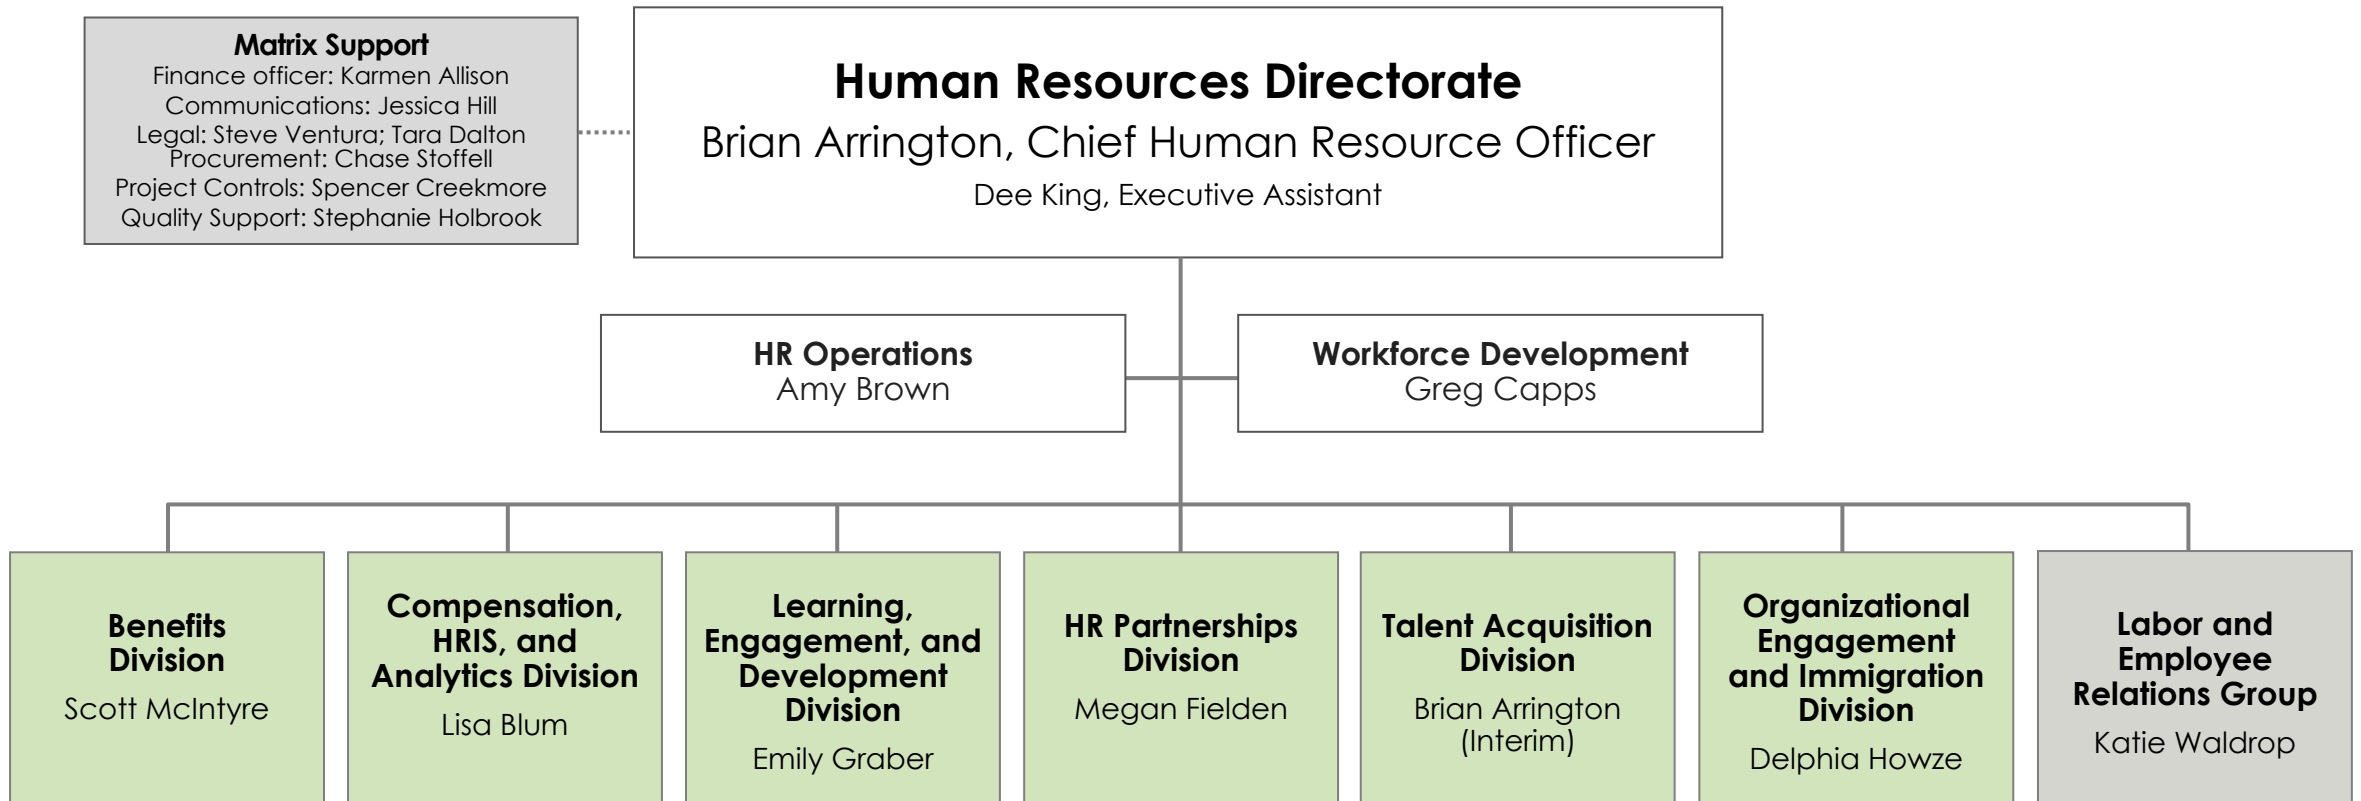 Matrix Support
Finance officer: Karmen Allison
Communications: Jessica Hill
Legal: Steve Ventura; Tara Dalton
Procurement: Chase Stoffell
Project Controls: Spencer Creekmore
Quality Support: Stephanie Holbrook
Human Resources Directorate
Brian Arrington, Chief Human Resource Officer
Dee King, Executive Assistant
HR Operations
Amy Brown
Workforce Development
Greg Capps
Benefits
Division
Scott McIntyre
Compensation,
HRIS, and
Analytics Division
Lisa Blum
Learning,
Engagement, and
Development
Division
Emily Graber
HR Partnerships
Division
Megan Fielden
Talent Acquisition
Division
Brian Arrington
(Interim)
Organizational
Engagement
and Immigration
Division
Delphia Howze
Labor and
Employee
Relations Group
Katie Waldrop